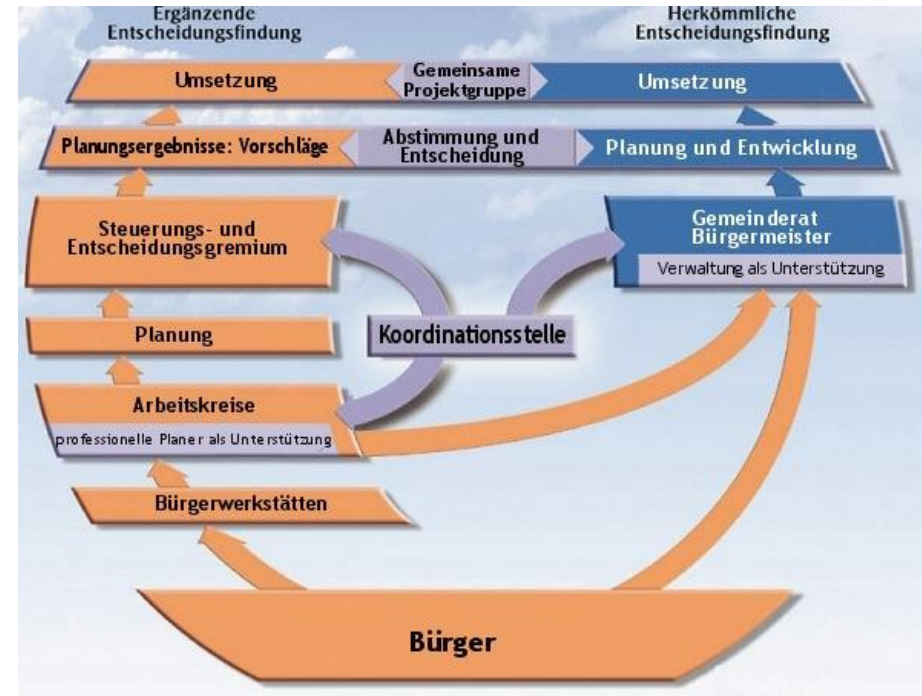 Ergänzende
Entscheidungsfindung
Herkömmliche
Entscheidungsfindung
Umsetzung
Gemeinsame
Projektgruppe
Umsetzung
Planungsergebnisse: Vorschläge
Abstimmung und
Entscheidung
Planung und Entwicklung
Steuerungs- und
Entscheidungsgremium
Gemeinderat
Bürgermeister
Verwaltung als Unterstützung
Planung
Koordinationsstelle
Arbeitskreise
professionelle Planer als Unterstützung
Bürgerwerkstätten
Bürger